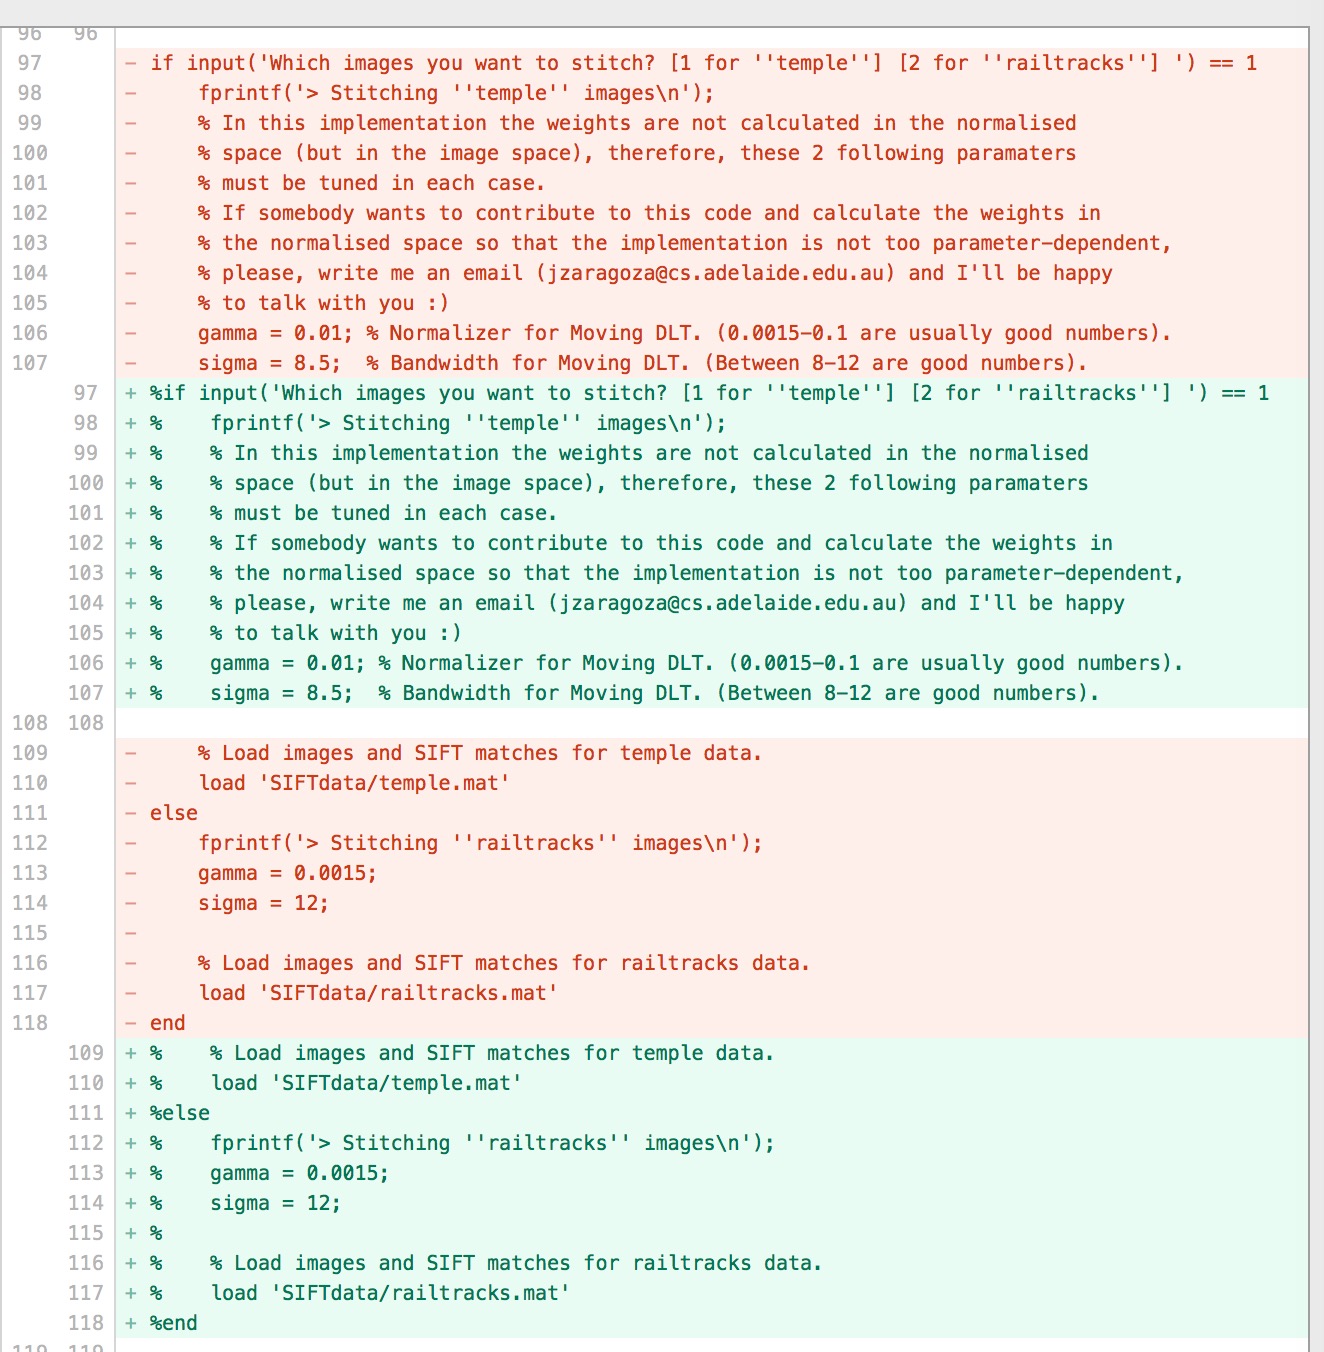 96 96
97 - if input('Which images you want to stitch? [1 for ''temple''] [2 for ''railtracks''] ') == 1
98 -     fprintf('> Stitching ''temple'' images\n');
99 -     % In this implementation the weights are not calculated in the normalised
100 -     % space (but in the image space), therefore, these 2 following paramaters
101 -     % must be tuned in each case.
102 -     % If somebody wants to contribute to this code and calculate the weights in
103 -     % the normalised space so that the implementation is not too parameter-dependent,
104 -     % please, write me an email (jzaragoza@cs.adelaide.edu.au) and I'll be happy
105 -     % to talk with you :)
106 -     gamma = 0.01; % Normalizer for Moving DLT. (0.0015-0.1 are usually good numbers).
107 -     sigma = 8.5;  % Bandwidth for Moving DLT. (Between 8-12 are good numbers).
97 + %if input('Which images you want to stitch? [1 for ''temple''] [2 for ''railtracks''] ') == 1
98 + %    fprintf('> Stitching ''temple'' images\n');
99 + %    % In this implementation the weights are not calculated in the normalised
100 + %    % space (but in the image space), therefore, these 2 following paramaters
101 + %    % must be tuned in each case.
102 + %    % If somebody wants to contribute to this code and calculate the weights in
103 + %    % the normalised space so that the implementation is not too parameter-dependent,
104 + %    % please, write me an email (jzaragoza@cs.adelaide.edu.au) and I'll be happy
105 + %    % to talk with you :)
106 + %    gamma = 0.01; % Normalizer for Moving DLT. (0.0015-0.1 are usually good numbers).
107 + %    sigma = 8.5;  % Bandwidth for Moving DLT. (Between 8-12 are good numbers).
108 108
109 -     % Load images and SIFT matches for temple data.
110 -     load 'SIFTdata/temple.mat'
111 - else
112 -     fprintf('> Stitching ''railtracks'' images\n');
113 -     gamma = 0.0015;
114 -     sigma = 12;
115 -
116 -     % Load images and SIFT matches for railtracks data.
117 -     load 'SIFTdata/railtracks.mat'
118 - end
109 + %    % Load images and SIFT matches for temple data.
110 + %    load 'SIFTdata/temple.mat'
111 + %else
112 + %    fprintf('> Stitching ''railtracks'' images\n');
113 + %    gamma = 0.0015;
114 + %    sigma = 12;
115 + %
116 + %    % Load images and SIFT matches for railtracks data.
117 + %    load 'SIFTdata/railtracks.mat'
118 + %end
119 119